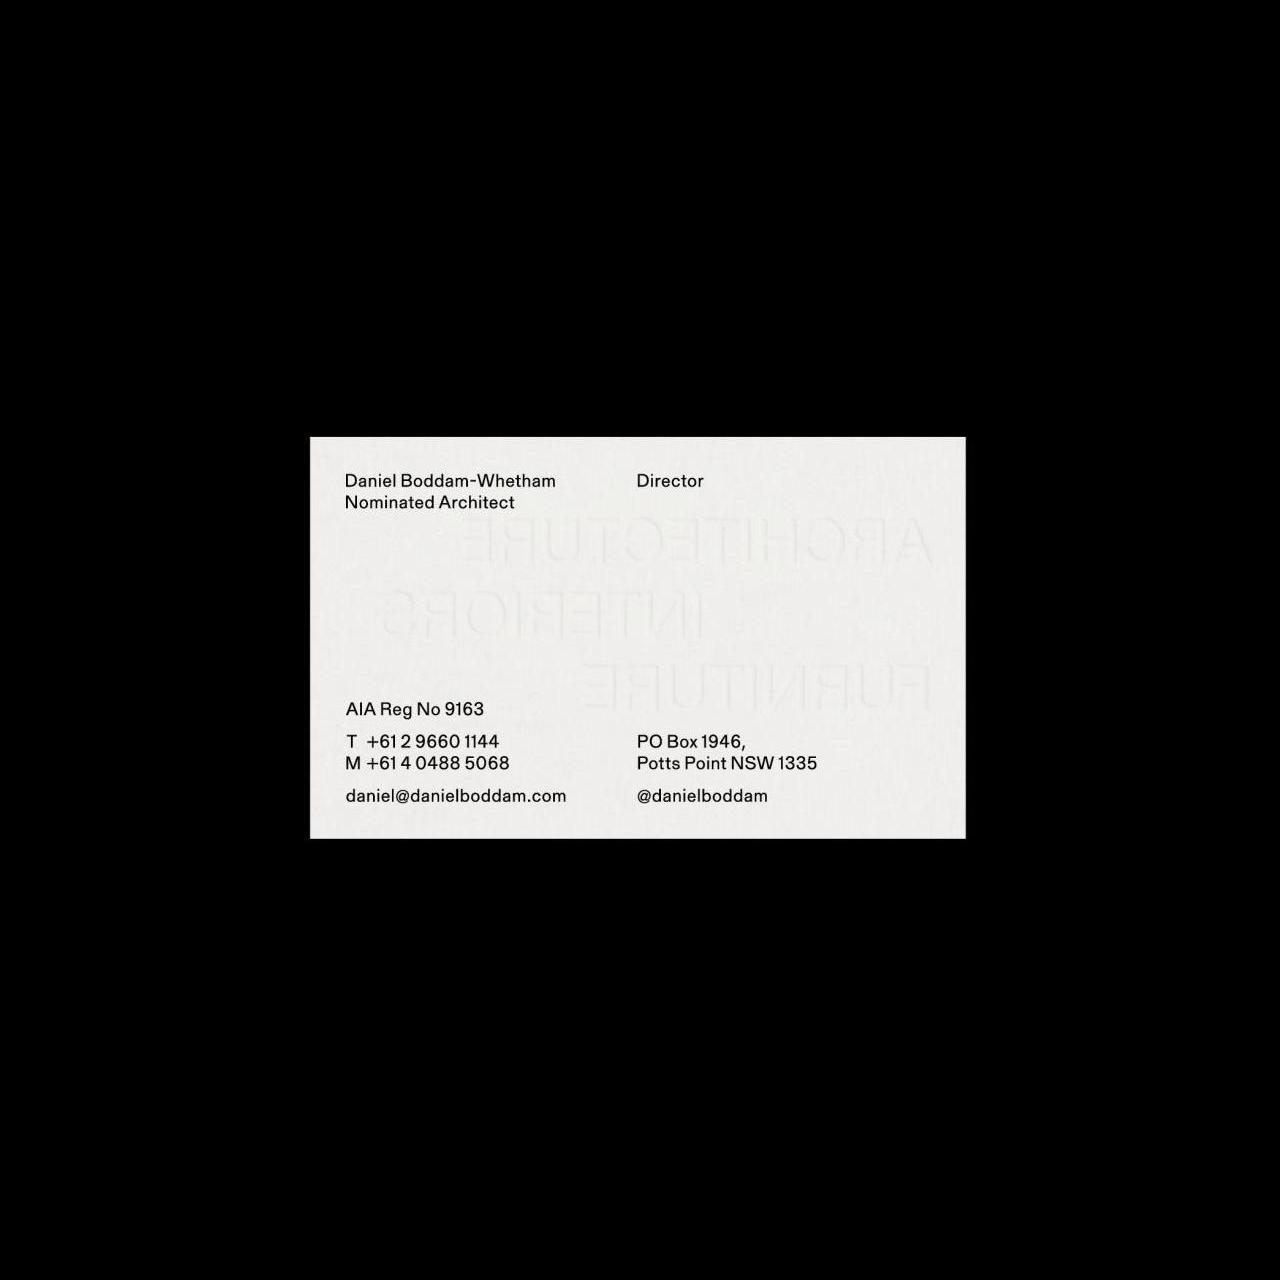 Daniel Boddam-Whetham
Nominated Architect
Director
ARCHITECTURE
INTERIORS
FURNITURE
AIA Reg No 9163
T +61 2 9660 1144
M +61 4 0488 5068
daniel@danielboddam.com
PO Box 1946,
Potts Point NSW 1335
@danielboddam